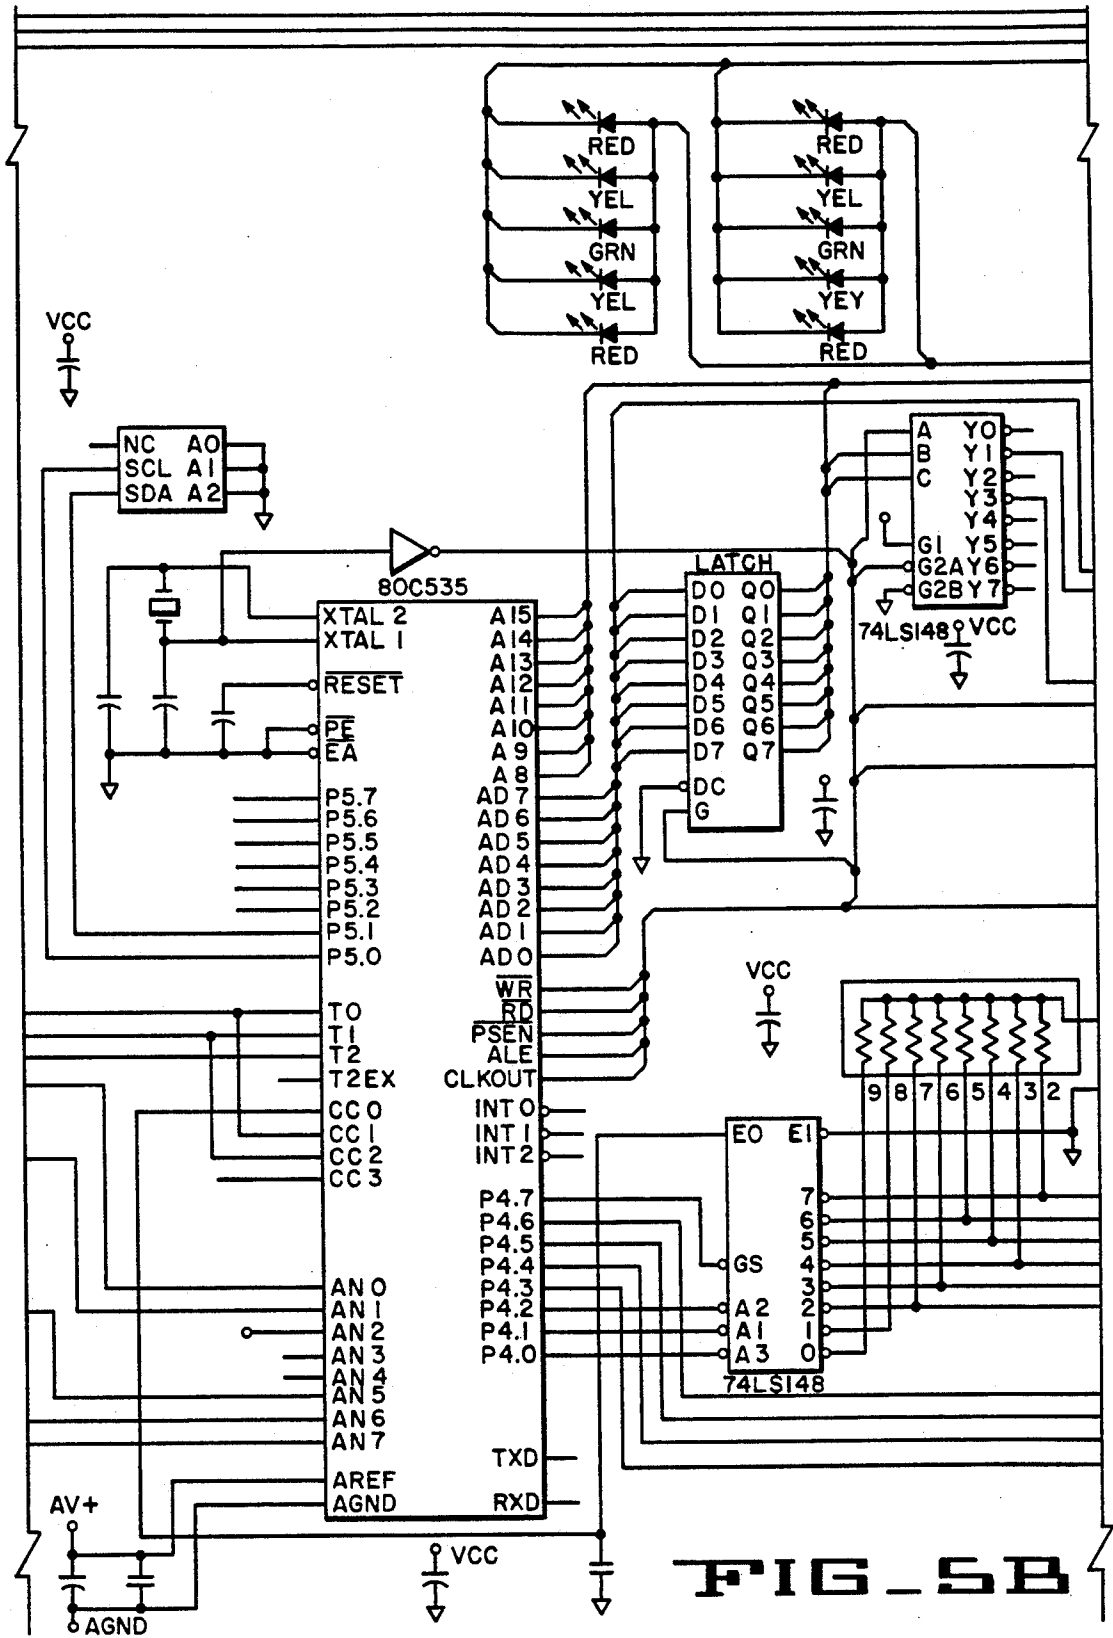 RED
RED
YEL
YEL
GRN
GRN
YEL
YEY
RED
RED
VCC
NC A0
SCL A1
SDA A2
A Y0
B Y1
C Y2
Y3
Y4
G1 Y5
G2A Y6
G2B Y7
74LS148
VCC
LATCH
D0 Q0
D1 Q1
D2 Q2
D3 Q3
D4 Q4
D5 Q5
D6 Q6
D7 Q7
DC
G
80C535
XTAL 2 A15
XTAL 1 A14
A13
RESET A12
A11
PE A10
EA A9
A8
P5.7 AD7
P5.6 AD6
P5.5 AD5
P5.4 AD4
P5.3 AD3
P5.2 AD2
P5.1 AD1
P5.0 AD0
WR
T0 RD
T1 PSEN
T2 ALE
T2EX CLKOUT
CC0 INT0
CC1 INT1
CC2 INT2
CC3
P4.7
P4.6
P4.5
P4.4
AN0 P4.3
AN1 P4.2
AN2 P4.1
AN3 P4.0
AN4
AN5
AN6
AN7
TXD
AREF
AGND RXD
VCC
9 8 7 6 5 4 3 2
EO EI
7
6
5
GS 4
3
A2 2
A1 1
A3 0
74LS148
AV+
AGND
VCC
FIG_5B